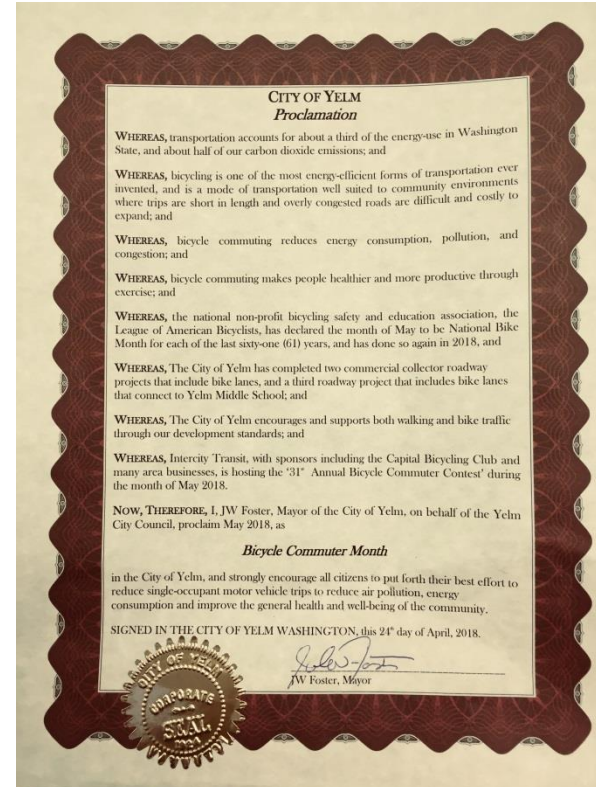 CITY OF YELM
Proclamation
WHEREAS, transportation accounts for about a third of the energy-use in Washington
State, and about half of our carbon dioxide emissions; and
WHEREAS, bicycling is one of the most energy-efficient forms of transportation ever
invented, and is a mode of transportation well suited to community environments
where trips are short in length and overly congested roads are difficult and costly to
expand; and
WHEREAS, bicycle commuting reduces energy consumption, pollution, and
congestion; and
WHEREAS, bicycle commuting makes people healthier and more productive through
exercise; and
WHEREAS, the national non-profit bicycling safety and education association, the
League of American Bicyclists, has declared the month of May to be National Bike
Month for each of the last sixty-one (61) years, and has done so again in 2018, and
WHEREAS, The City of Yelm has completed two commercial collector roadway
projects that include bike lanes, and a third roadway project that includes bike lanes
that connect to Yelm Middle School; and
WHEREAS, The City of Yelm encourages and supports both walking and bike traffic
through our development standards; and
WHEREAS, Intercity Transit, with sponsors including the Capital Bicycling Club and
many area businesses, is hosting the '31st Annual Bicycle Commuter Contest' during
the month of May 2018.
NOW, THEREFORE, I, JW Foster, Mayor of the City of Yelm, on behalf of the Yelm
City Council, proclaim May 2018, as
Bicycle Commuter Month
in the City of Yelm, and strongly encourage all citizens to put forth their best effort to
reduce single-occupant motor vehicle trips to reduce air pollution, energy
consumption and improve the general health and well-being of the community.
SIGNED IN THE CITY OF YELM WASHINGTON, this 24th day of April, 2018.
JW Foster, Mayor
CITY OF YELM
CORPORATE
SEAL